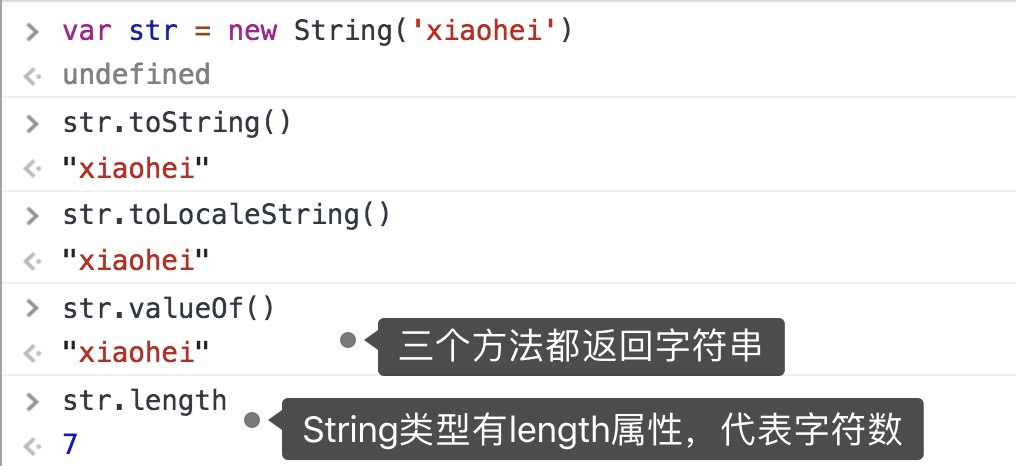 var str = new String('xiaohei')
undefined
str.toString()
"xiaohei"
str.toLocaleString()
"xiaohei"
str.valueOf()
"xiaohei"
三个方法都返回字符串
str.length
String类型有length属性，代表字符数
7